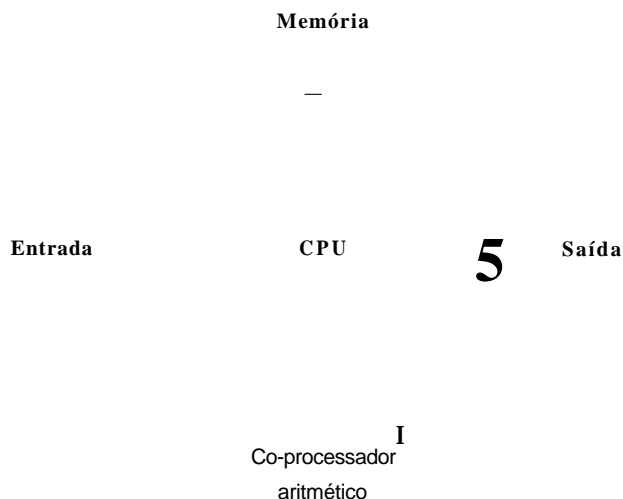 Memória
—
Entrada CPU 5 Saída
I
Co-processador
aritmético